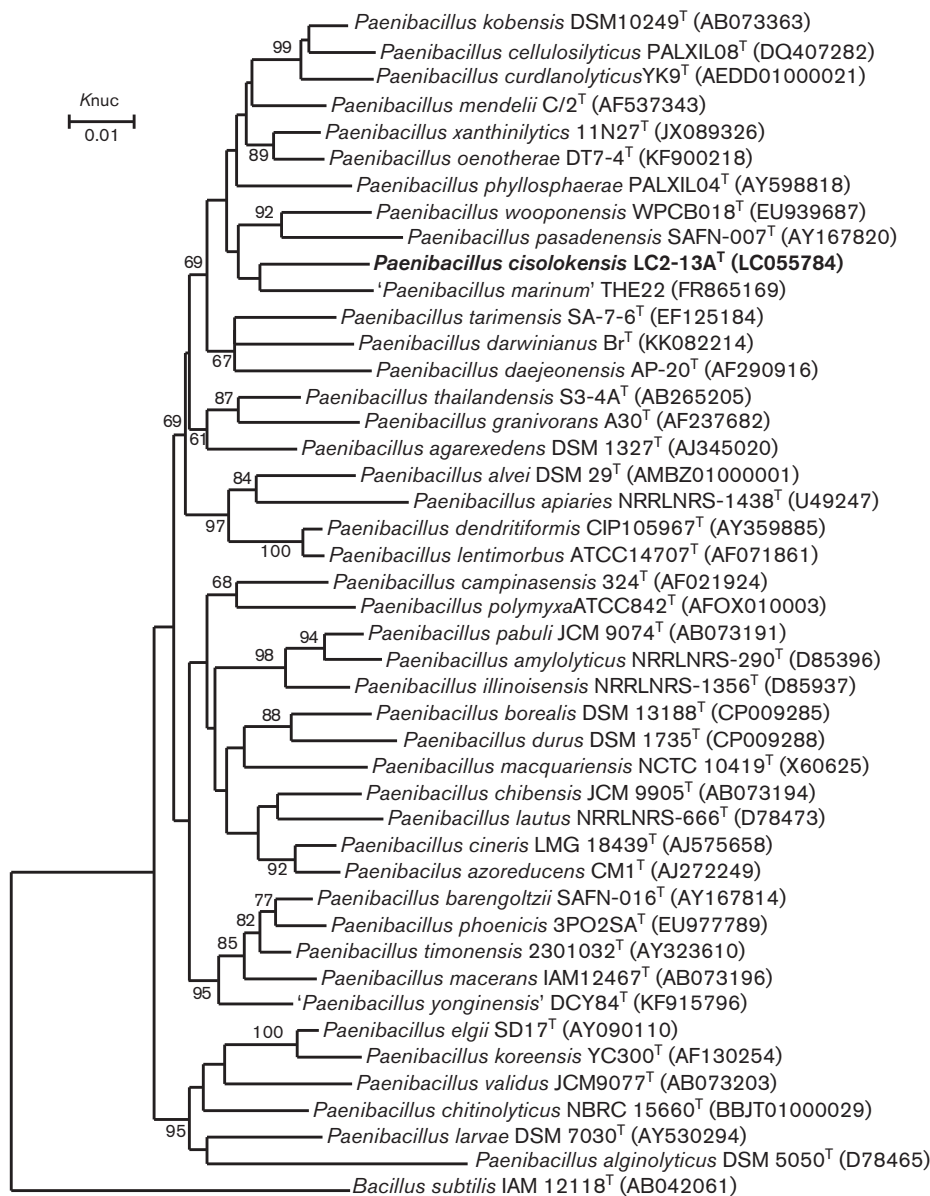 Paenibacillus kobensis DSM10249T (AB073363)
99
Paenibacillus cellulosilyticus PALXIL08T (DQ407282)
Paenibacillus curdlanolyticusYK9T (AEDD01000021)
Knuc
0.01
Paenibacillus mendelii C/2T (AF537343)
Paenibacillus xanthinilytics 11N27T (JX089326)
89
Paenibacillus oenotherae DT7-4T (KF900218)
Paenibacillus phyllosphaerae PALXIL04T (AY598818)
92
Paenibacillus wooponensis WPCB018T (EU939687)
Paenibacillus pasadenensis SAFN-007T (AY167820)
69
Paenibacillus cisolokensis LC2-13AT (LC055784)
'Paenibacillus marinum' THE22 (FR865169)
Paenibacillus tarimensis SA-7-6T (EF125184)
Paenibacillus darwinianus BrT (KK082214)
67
Paenibacillus daejeonensis AP-20T (AF290916)
87
Paenibacillus thailandensis S3-4AT (AB265205)
69
Paenibacillus granivorans A30T (AF237682)
61
Paenibacillus agarexedens DSM 1327T (AJ345020)
84
Paenibacillus alvei DSM 29T (AMBZ01000001)
Paenibacillus apiaries NRRLNRS-1438T (U49247)
97
Paenibacillus dendritiformis CIP105967T (AY359885)
100
Paenibacillus lentimorbus ATCC14707T (AF071861)
68
Paenibacillus campinasensis 324T (AF021924)
Paenibacillus polymyxaATCC842T (AFOX010003)
94
Paenibacillus pabuli JCM 9074T (AB073191)
98
Paenibacillus amylolyticus NRRLNRS-290T (D85396)
Paenibacillus illinoisensis NRRLNRS-1356T (D85937)
88
Paenibacillus borealis DSM 13188T (CP009285)
Paenibacillus durus DSM 1735T (CP009288)
Paenibacillus macquariensis NCTC 10419T (X60625)
Paenibacillus chibensis JCM 9905T (AB073194)
Paenibacillus lautus NRRLNRS-666T (D78473)
Paenibacillus cineris LMG 18439T (AJ575658)
92
Paenibacilus azoreducens CM1T (AJ272249)
77
Paenibacillus barengoltzii SAFN-016T (AY167814)
82
Paenibacillus phoenicis 3PO2SAT (EU977789)
85
Paenibacillus timonensis 2301032T (AY323610)
Paenibacillus macerans IAM12467T (AB073196)
95
'Paenibacillus yonginensis' DCY84T (KF915796)
100
Paenibacillus elgii SD17T (AY090110)
Paenibacillus koreensis YC300T (AF130254)
Paenibacillus validus JCM9077T (AB073203)
Paenibacillus chitinolyticus NBRC 15660T (BBJT01000029)
95
Paenibacillus larvae DSM 7030T (AY530294)
Paenibacillus alginolyticus DSM 5050T (D78465)
Bacillus subtilis IAM 12118T (AB042061)